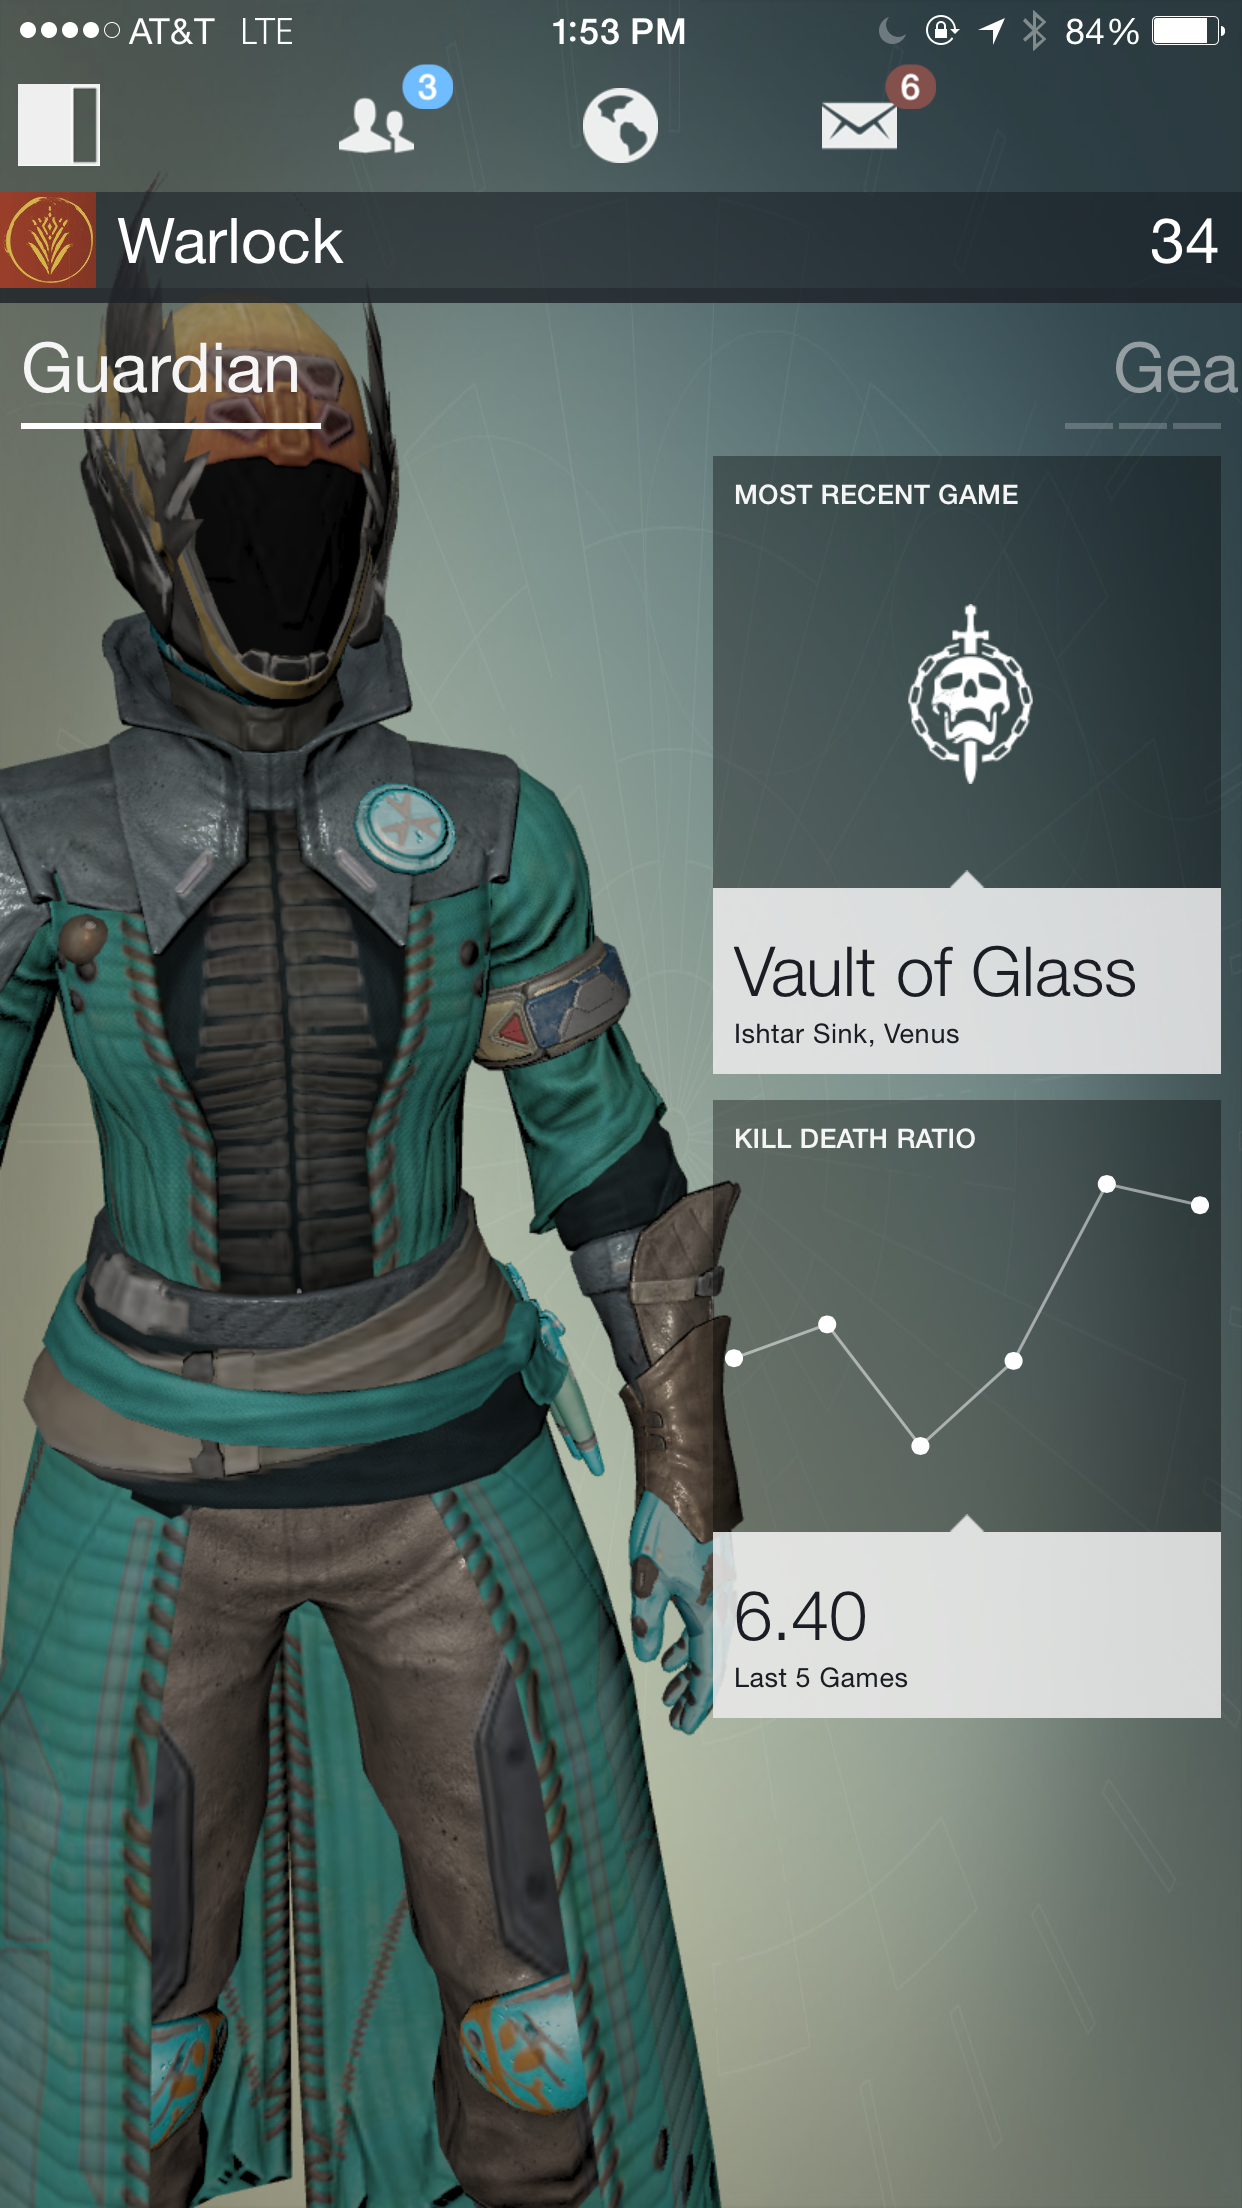 AT&T LTE 1:53 PM 84%
3 6
Warlock 34
Guardian Gea
MOST RECENT GAME
Vault of Glass
Ishtar Sink, Venus
KILL DEATH RATIO
6.40
Last 5 Games